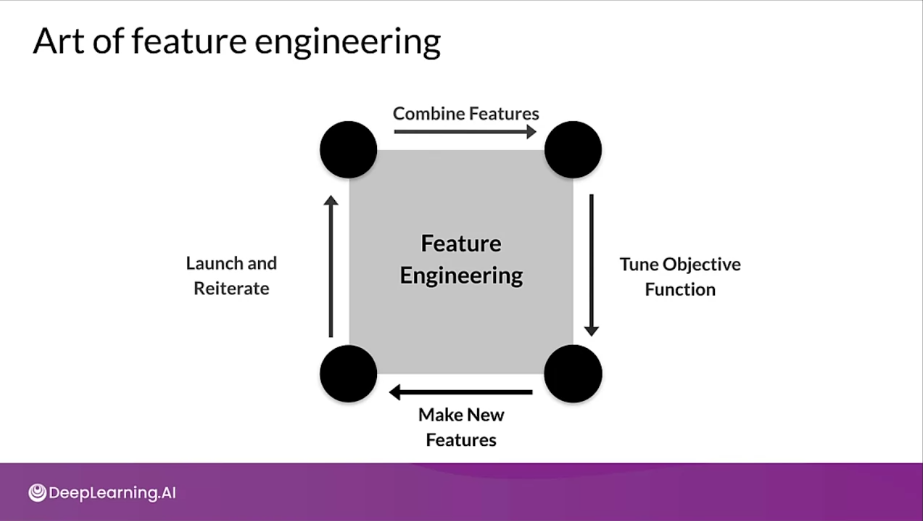 Art of feature engineering
Combine Features
Feature
Engineering
Launch and
Reiterate
Tune Objective
Function
Make New
Features
DeepLearning.AI